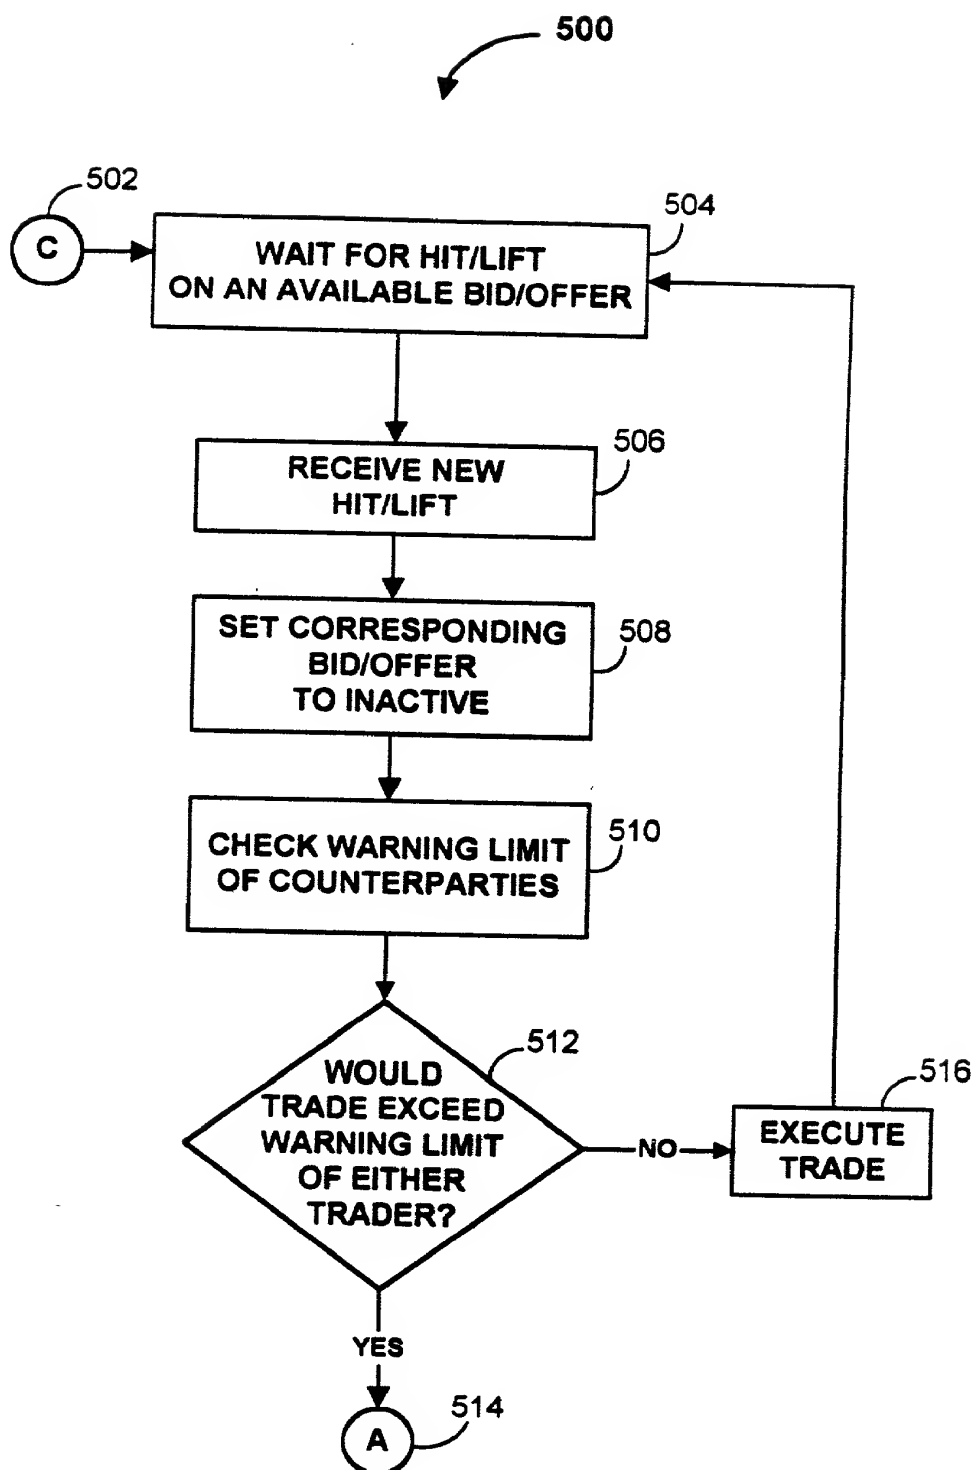 500
502
C
504
WAIT FOR HIT/LIFT
ON AN AVAILABLE BID/OFFER
506
RECEIVE NEW
HIT/LIFT
508
SET CORRESPONDING
BID/OFFER
TO INACTIVE
510
CHECK WARNING LIMIT
OF COUNTERPARTIES
512
WOULD
TRADE EXCEED
WARNING LIMIT
OF EITHER
TRADER?
NO
516
EXECUTE
TRADE
YES
514
A